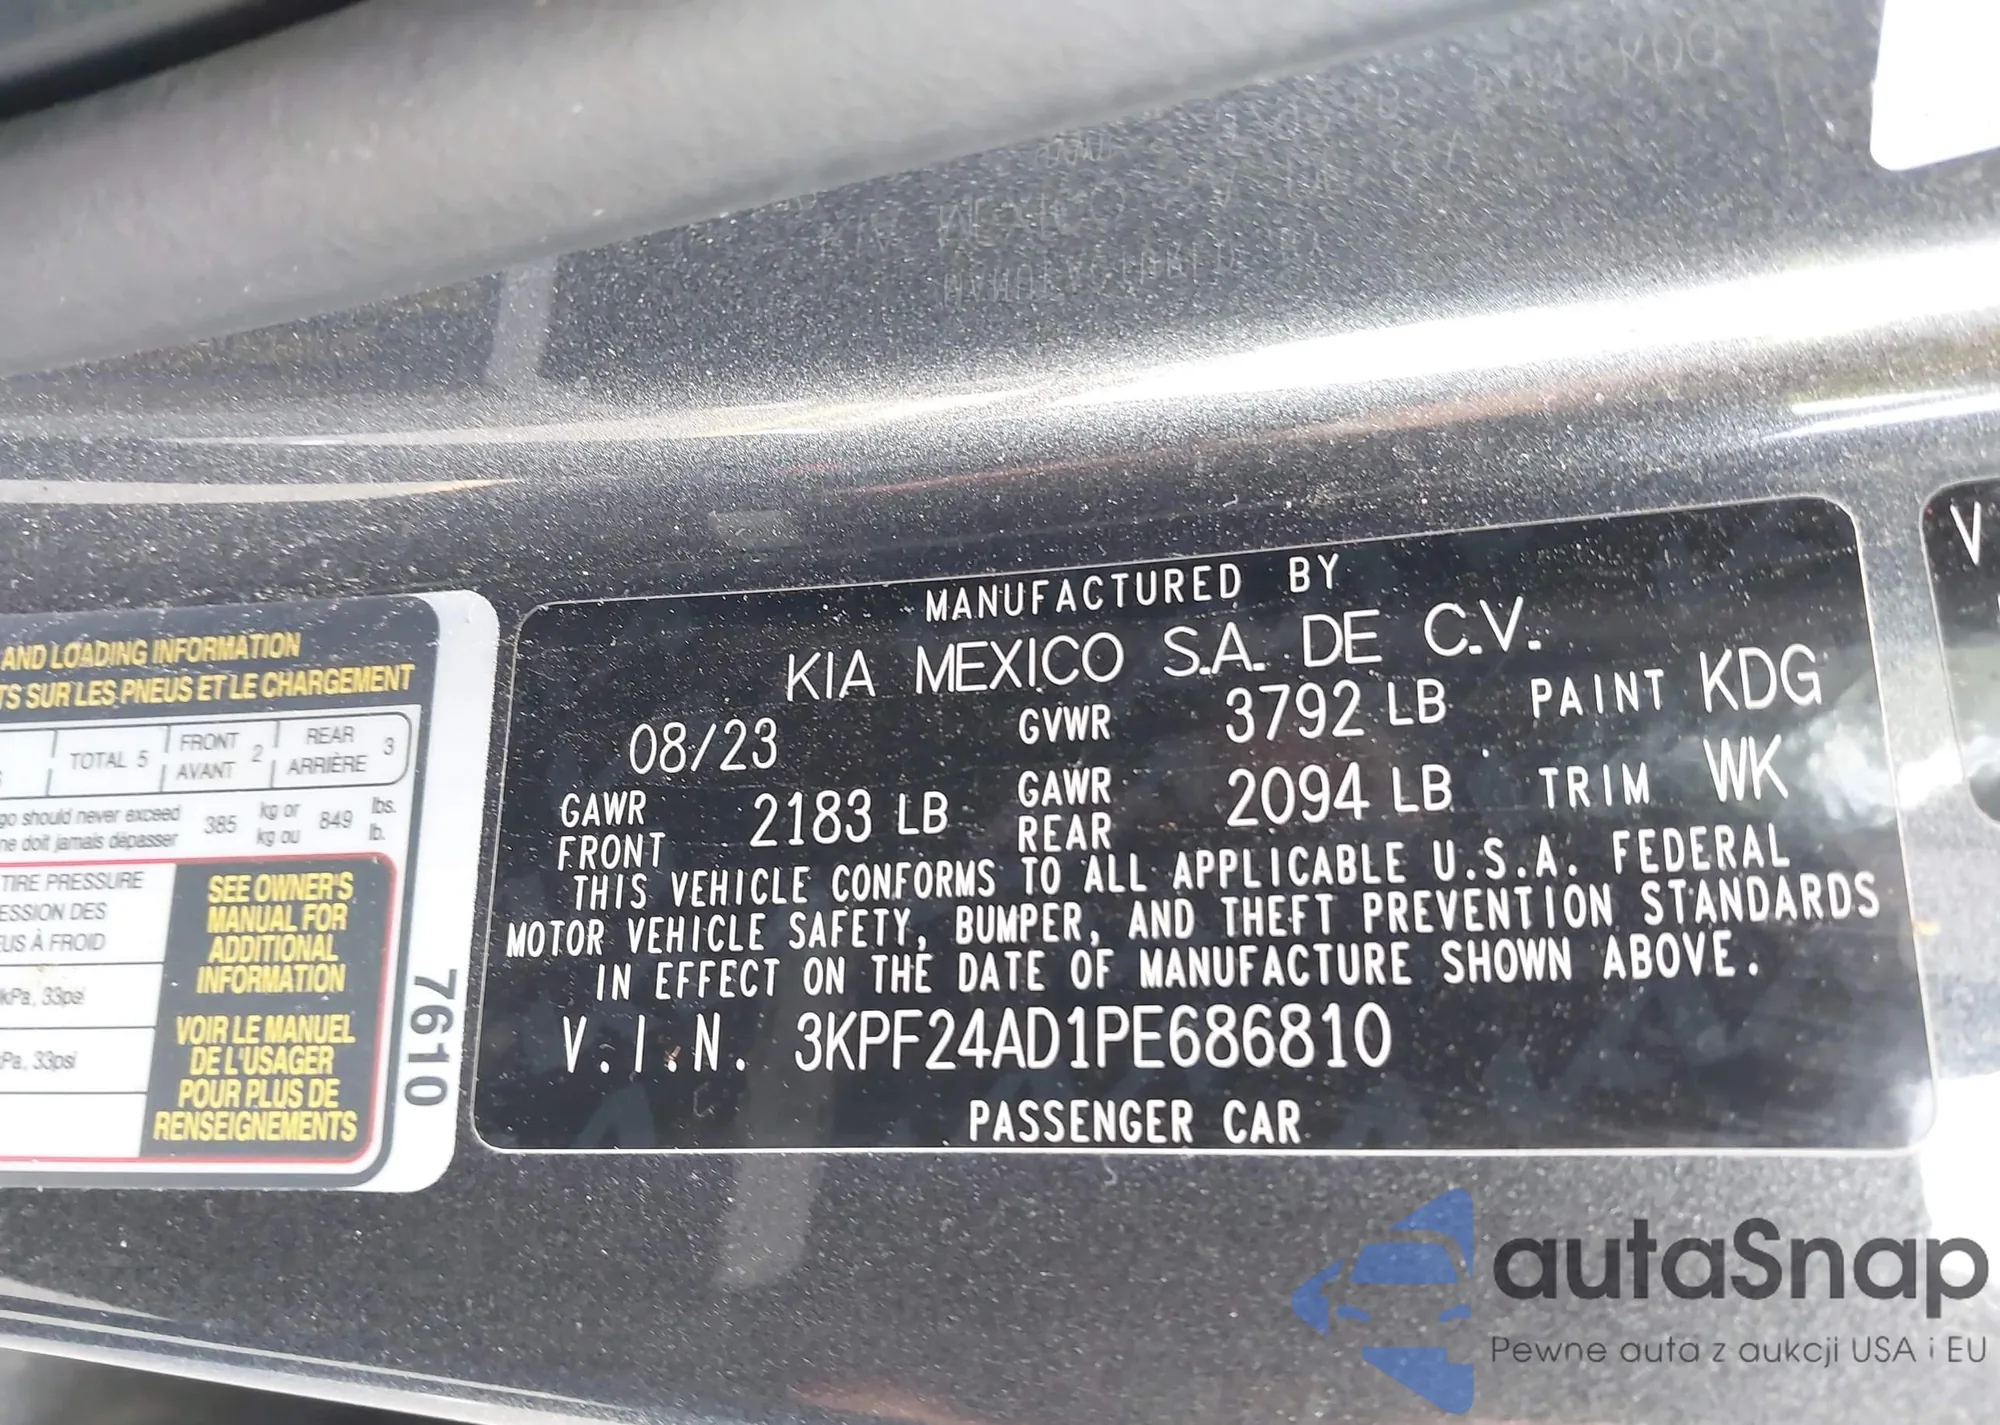 KDG
MANUFACTURED BY
KIA MEXICO S.A. DE C.V.
08/23 GVWR 3792 LB PAINT KDG
GAWR FRONT 2183 LB GAWR REAR 2094 LB TRIM WK
THIS VEHICLE CONFORMS TO ALL APPLICABLE U.S.A. FEDERAL
MOTOR VEHICLE SAFETY, BUMPER, AND THEFT PREVENTION STANDARDS
IN EFFECT ON THE DATE OF MANUFACTURE SHOWN ABOVE.
V.I.N. 3KPF24AD1PE686810
PASSENGER CAR
AND LOADING INFORMATION
SUR LES PNEUS ET LE CHARGEMENT
TOTAL 5
FRONT
AVANT 2
REAR
ARRIÈRE 3
should never exceed 385 kg or 849 lbs.
ne doit jamais dépasser kg ou lb.
TIRE PRESSURE
DES
À FROID
kPa, 33psi
33psi
SEE OWNER'S
MANUAL FOR
ADDITIONAL
INFORMATION
VOIR LE MANUEL
DE L'USAGER
POUR PLUS DE
RENSEIGNEMENTS
7610
V
autaSnap
Pewne auta z aukcji USA i EU